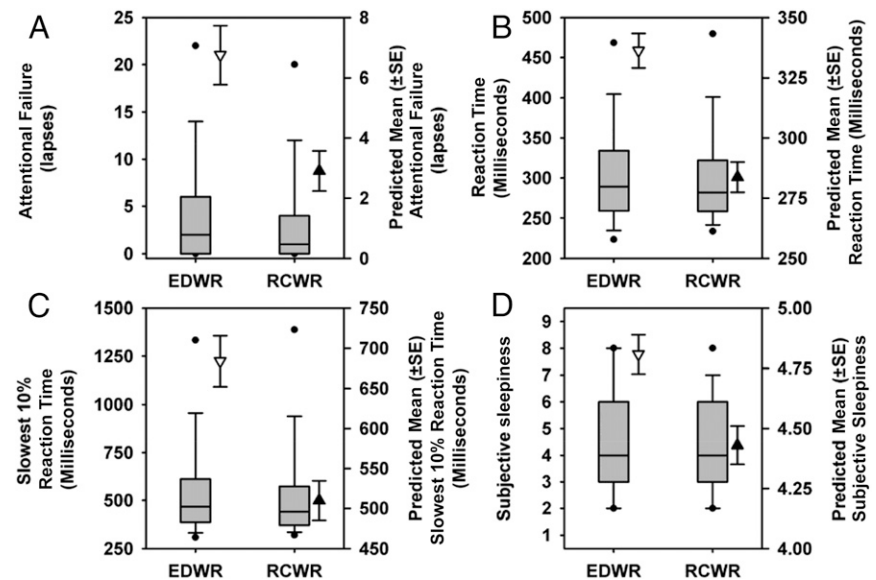 A
Attentional Failure
(lapses)
25
20
15
10
5
0
EDWR
RCWR
8
6
4
2
0
Predicted Mean (±SE)
Attentional Failure
(lapses)
B
Reaction Time
(Milliseconds)
500
450
400
350
300
250
200
EDWR
RCWR
350
335
310
290
280
265
250
Predicted Mean (±SE)
Reaction Time (Milliseconds)
C
Slowest 10%
Reaction Time
(Milliseconds)
1500
1250
1000
750
500
250
EDWR
RCWR
750
700
650
600
550
500
450
Predicted Mean (±SE)
Slowest 10% Reaction Time
(Milliseconds)
D
Subjective sleepiness
9
8
7
6
5
4
3
2
1
EDWR
RCWR
5.00
4.75
4.50
4.25
4.00
Predicted Mean (±SE)
Subjective Sleepiness